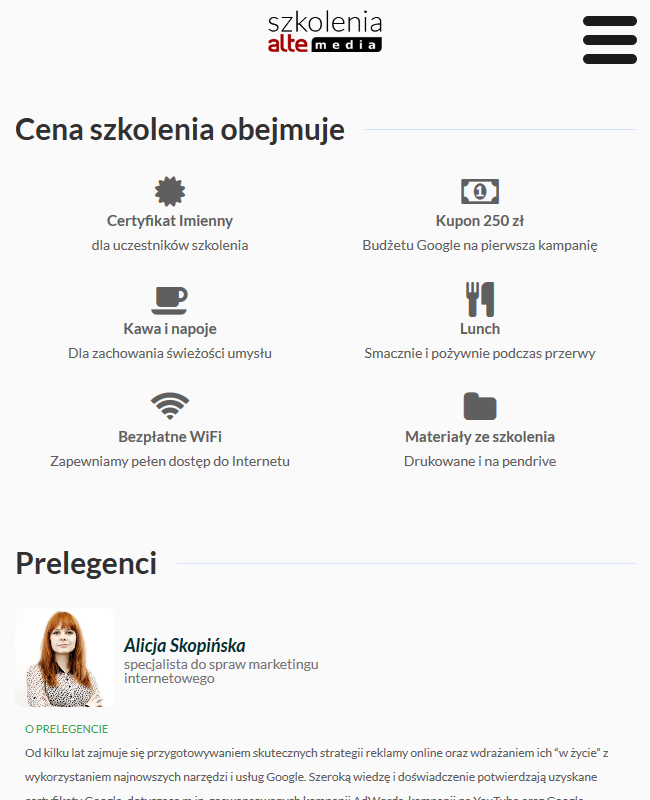 szkolenia
alte media
Cena szkolenia obejmuje
1
Certyfikat Imienny
dla uczestników szkolenia
Kupon 250 zł
Budżetu Google na pierwsza kampanię
Kawa i napoje
Dla zachowania świeżości umysłu
Lunch
Smacznie i pożywnie podczas przerwy
Bezpłatne WiFi
Zapewniamy pełen dostęp do Internetu
Materiały ze szkolenia
Drukowane i na pendrive
Prelegenci
Alicja Skopińska
specjalista do spraw marketingu
internetowego
O PRELEGENCIE
Od kilku lat zajmuje się przygotowywaniem skutecznych strategii reklamy online oraz wdrażaniem ich “w życie” z
wykorzystaniem najnowszych narzędzi i usług Google. Szeroką wiedzę i doświadczenie potwierdzają uzyskane